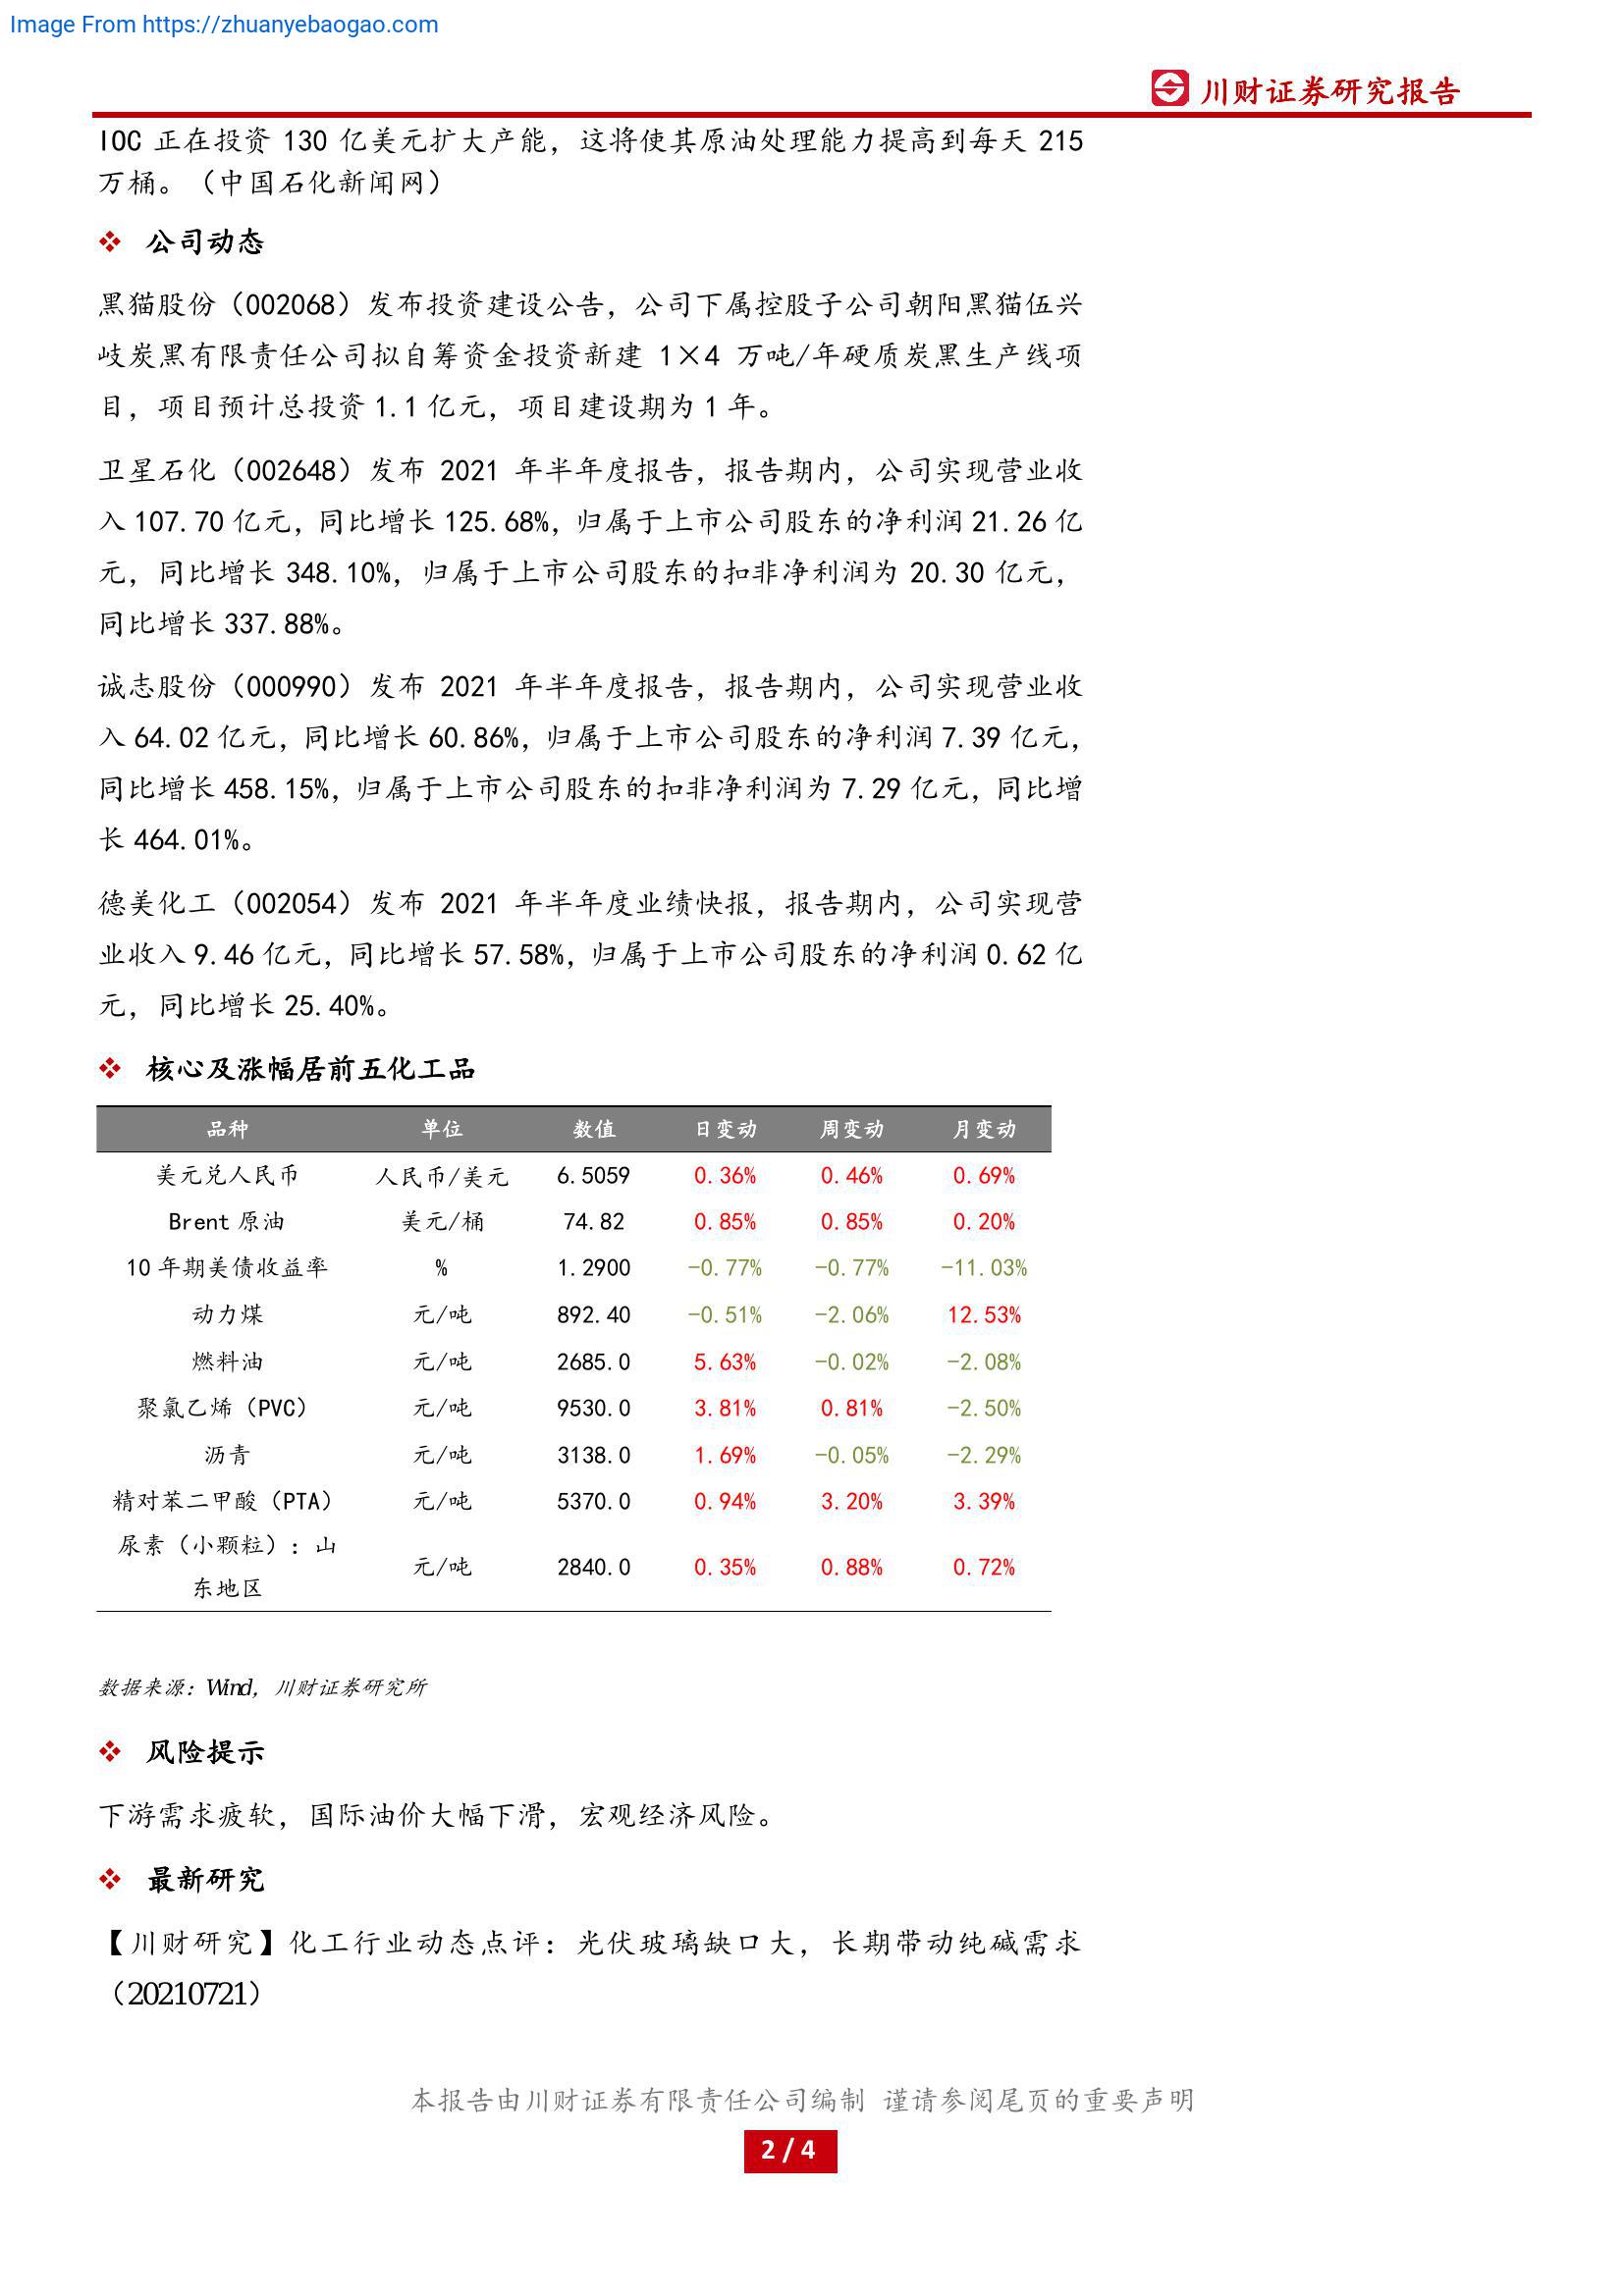 Image From https://zhuanyebaogao.com
川财证券研究报告
IOC 正在投资 130 亿美元扩大产能，这将使其原油处理能力提高到每天 215
万桶。（中国石化新闻网）
❖ 公司动态
黑猫股份（002068）发布投资建设公告，公司下属控股子公司朝阳黑猫伍兴
岐炭黑有限责任公司拟自筹资金投资新建 1×4 万吨/年硬质炭黑生产线项
目，项目预计总投资 1.1 亿元，项目建设期为 1 年。
卫星石化（002648）发布 2021 年半年度报告，报告期内，公司实现营业收
入 107.70 亿元，同比增长 125.68%，归属于上市公司股东的净利润 21.26 亿
元，同比增长 348.10%，归属于上市公司股东的扣非净利润为 20.30 亿元，
同比增长 337.88%。
诚志股份（000990）发布 2021 年半年度报告，报告期内，公司实现营业收
入 64.02 亿元，同比增长 60.86%，归属于上市公司股东的净利润 7.39 亿元，
同比增长 458.15%，归属于上市公司股东的扣非净利润为 7.29 亿元，同比增
长 464.01%。
德美化工（002054）发布 2021 年半年度业绩快报，报告期内，公司实现营
业收入 9.46 亿元，同比增长 57.58%，归属于上市公司股东的净利润 0.62 亿
元，同比增长 25.40%。
❖ 核心及涨幅居前五化工品
品种 单位 数值 日变动 周变动 月变动
美元兑人民币 人民币/美元 6.5059 0.36% 0.46% 0.69%
Brent 原油 美元/桶 74.82 0.85% 0.85% 0.20%
10 年期美债收益率 % 1.2900 -0.77% -0.77% -11.03%
动力煤 元/吨 892.40 -0.51% -2.06% 12.53%
燃料油 元/吨 2685.0 5.63% -0.02% -2.08%
聚氯乙烯（PVC） 元/吨 9530.0 3.81% 0.81% -2.50%
沥青 元/吨 3138.0 1.69% -0.05% -2.29%
精对苯二甲酸（PTA） 元/吨 5370.0 0.94% 3.20% 3.39%
尿素（小颗粒）：山
东地区 元/吨 2840.0 0.35% 0.88% 0.72%
数据来源：Wind，川财证券研究所
❖ 风险提示
下游需求疲软，国际油价大幅下滑，宏观经济风险。
❖ 最新研究
【川财研究】化工行业动态点评：光伏玻璃缺口大，长期带动纯碱需求
（20210721）
本报告由川财证券有限责任公司编制 谨请参阅尾页的重要声明
2 / 4